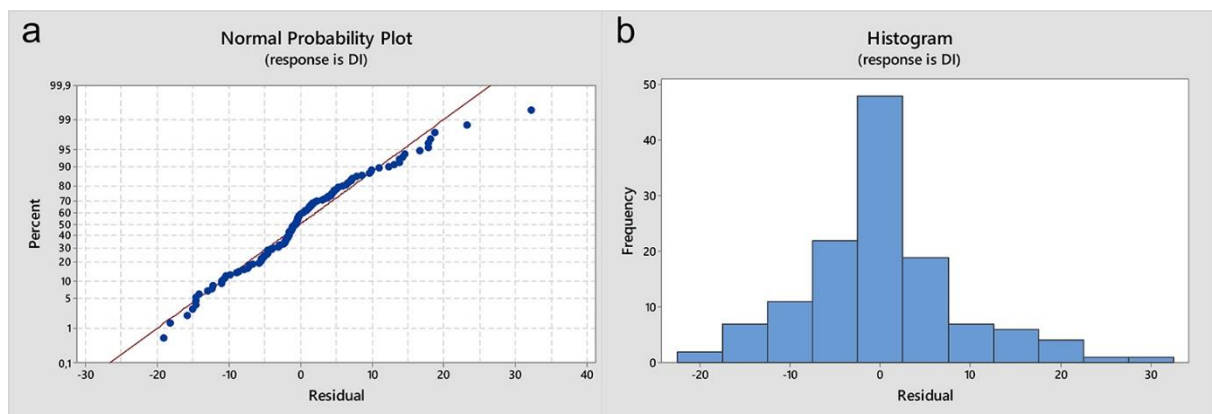 a
Normal Probability Plot
(response is DI)
99,9
99
95
90
80
70
60
50
40
30
20
10
5
1
0,1
Percent
-30 -20 -10 0 10 20 30 40
Residual
b
Histogram
(response is DI)
50
40
30
20
10
0
Frequency
-20 -10 0 10 20 30
Residual